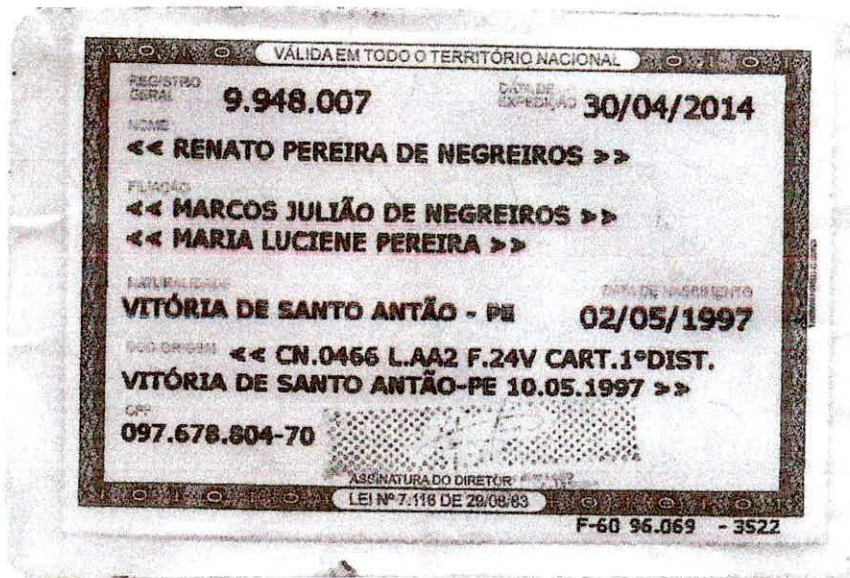 VÁLIDA EM TODO O TERRITÓRIO NACIONAL
REGISTRO GERAL 9.948.007 DATA DE EXPEDIÇÃO 30/04/2014
NOME
<< RENATO PEREIRA DE NEGREIROS >>
FILIAÇÃO
<< MARCOS JULIÃO DE NEGREIROS >>
<< MARIA LUCIENE PEREIRA >>
NATURALIDADE DATA DE NASCIMENTO
VITÓRIA DE SANTO ANTÃO - PE 02/05/1997
DOC ORIGEM << CN.0466 L.AA2 F.24V CART.1ºDIST.
VITÓRIA DE SANTO ANTÃO-PE 10.05.1997 >>
CPF
097.678.804-70
ASSINATURA DO DIRETOR
LEI Nº 7.116 DE 29/08/83
F-60 96.069 - 3522